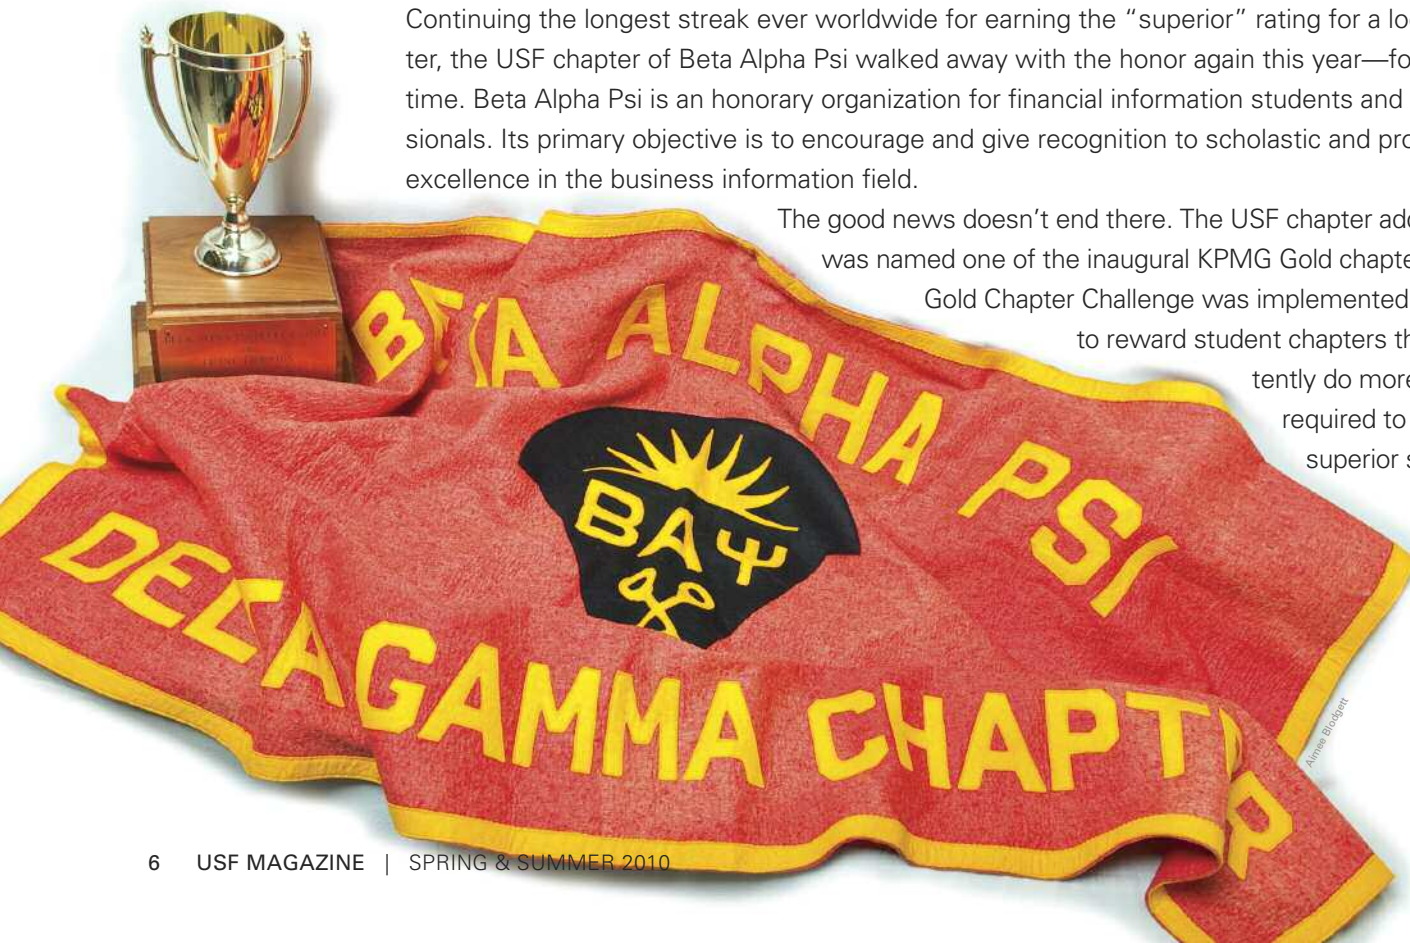 Continuing the longest streak ever worldwide for earning the “superior” rating for a lo
ter, the USF chapter of Beta Alpha Psi walked away with the honor again this year—fo
time. Beta Alpha Psi is an honorary organization for financial information students and
sionals. Its primary objective is to encourage and give recognition to scholastic and pro
excellence in the business information field.
The good news doesn’t end there. The USF chapter add
was named one of the inaugural KPMG Gold chapte
Gold Chapter Challenge was implemented
to reward student chapters th
tently do more
required to
superior s
BETA ALPHA PSI
ΒΑΨ
DELTA GAMMA CHAPTER
Aimee Blodgett
6 USF MAGAZINE | SPRING & SUMMER 2010